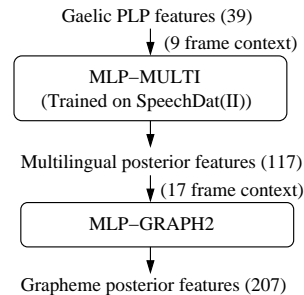 Gaelic PLP features (39)
(9 frame context)
MLP−MULTI
(Trained on SpeechDat(II))
Multilingual posterior features (117)
(17 frame context)
MLP−GRAPH2
Grapheme posterior features (207)